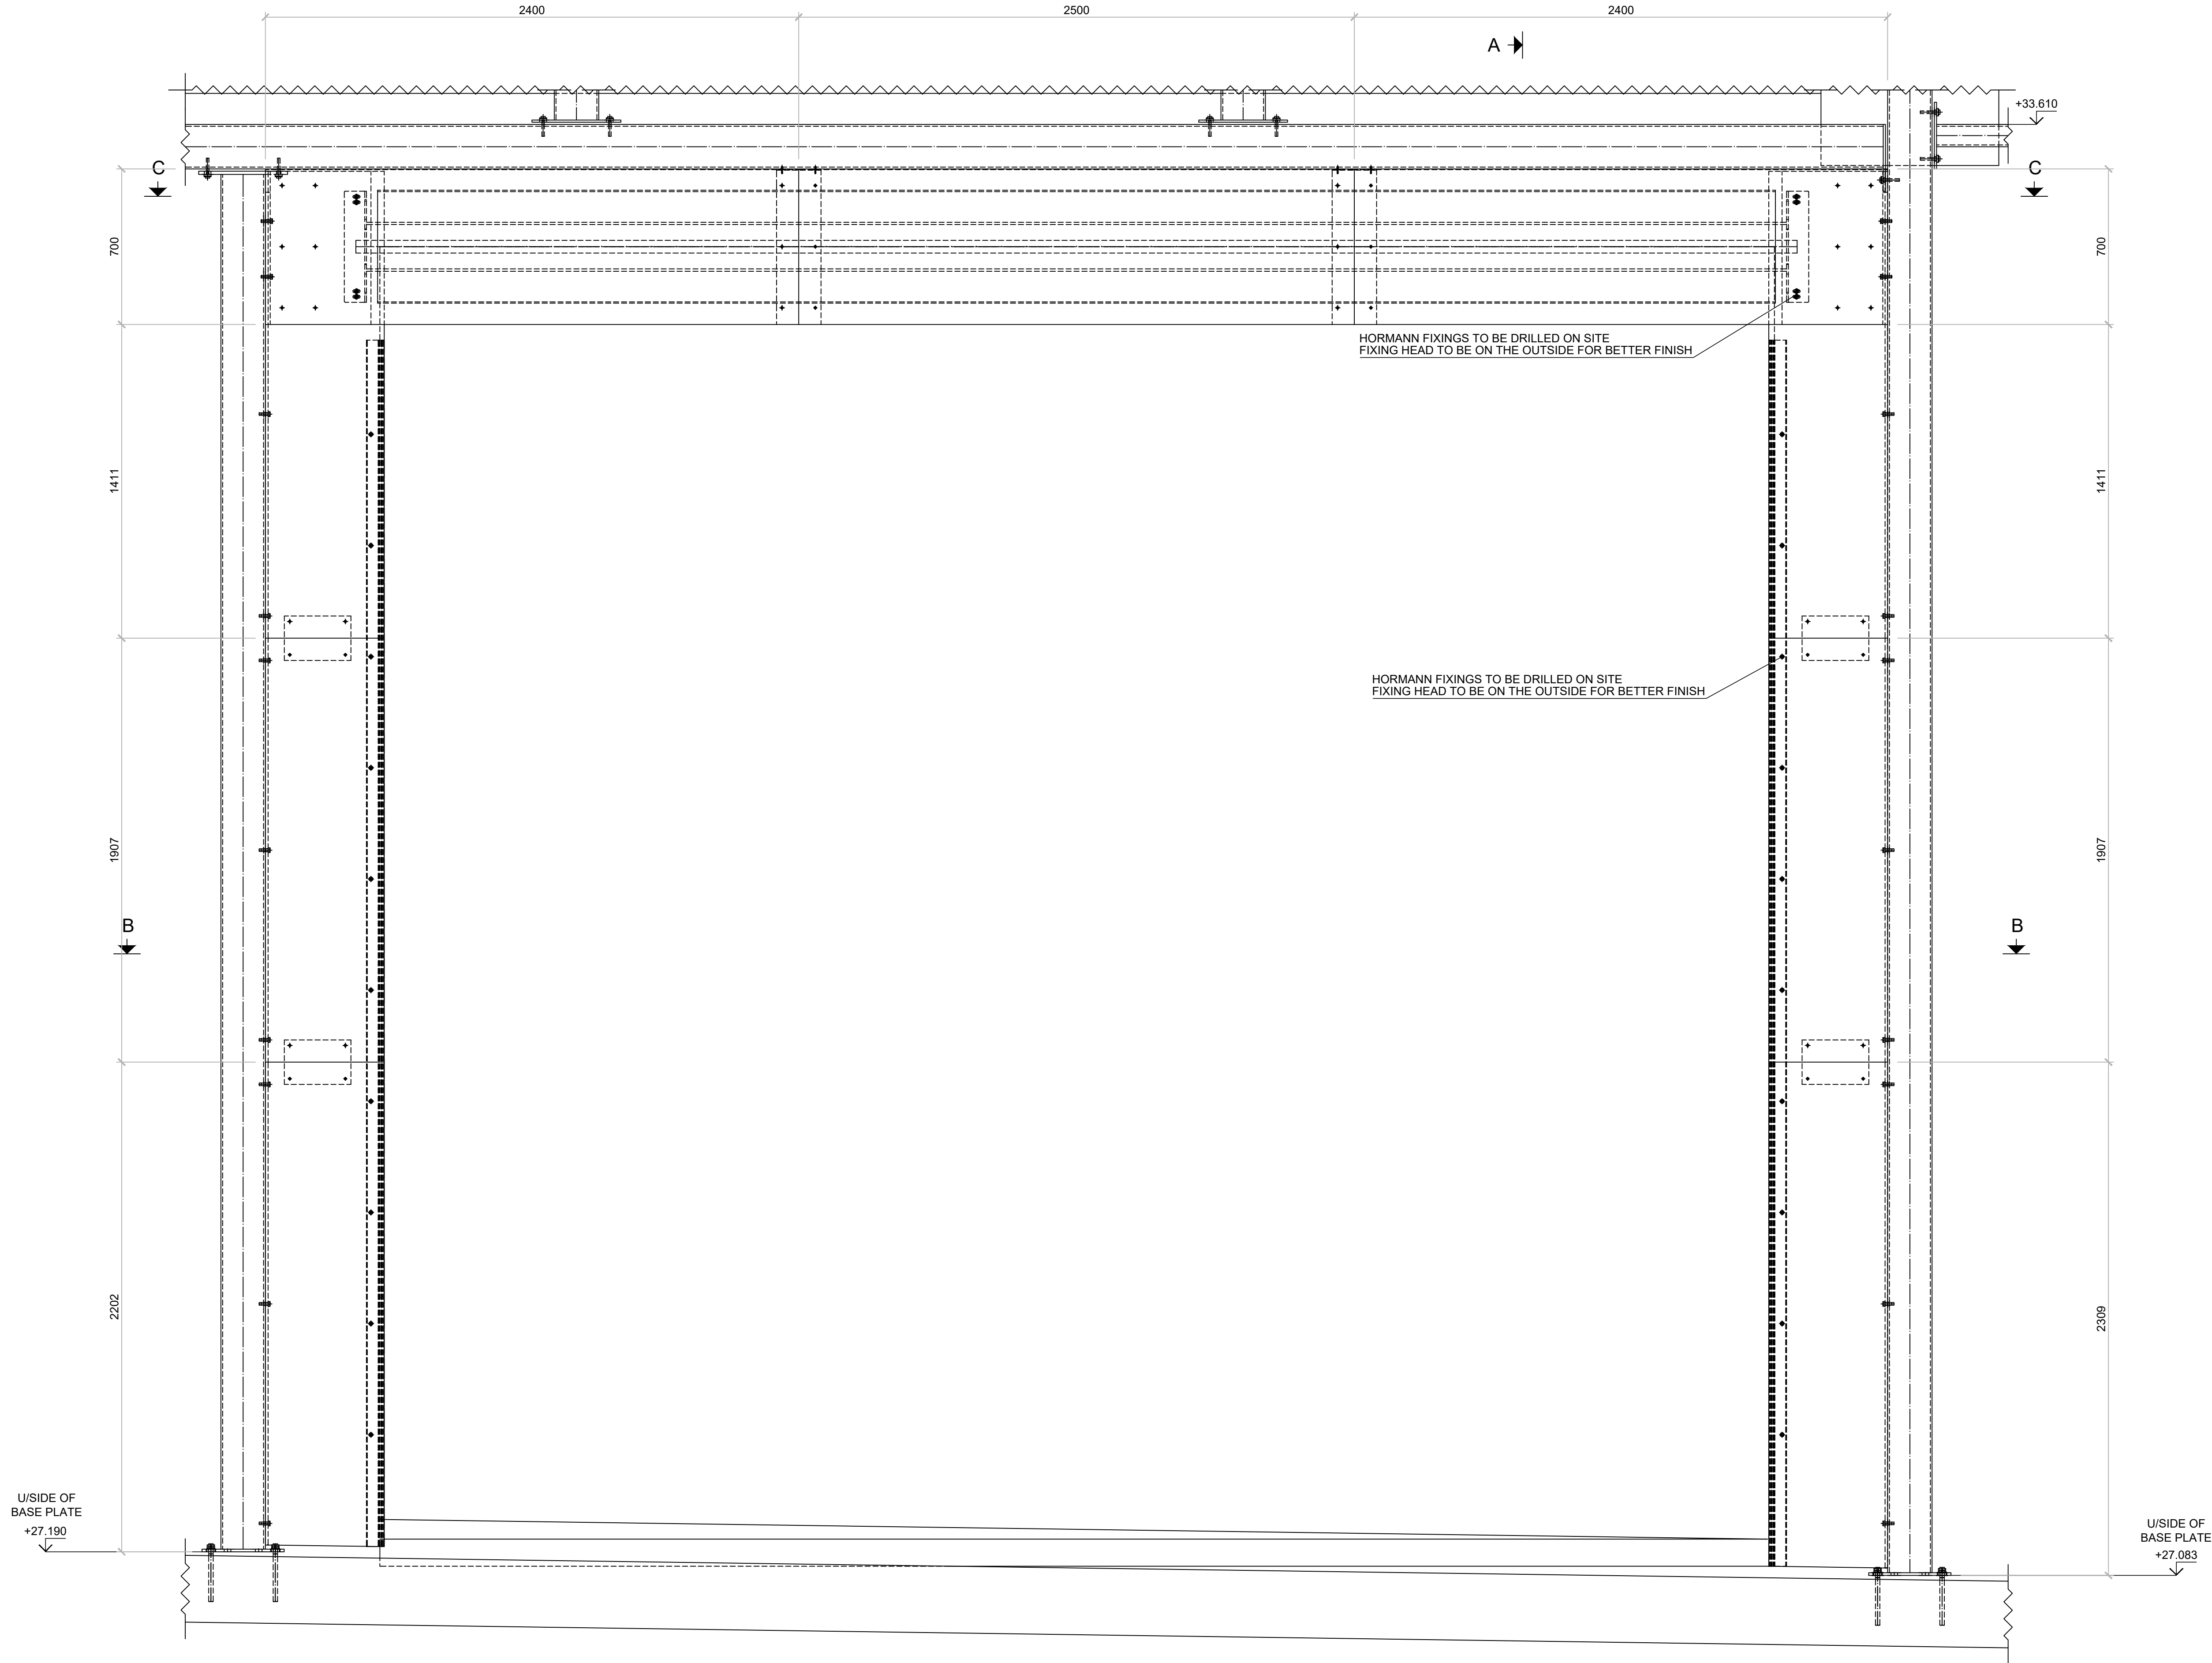 2400
2500
2400
A
+33.610
C
C
700
700
HORMANN FIXINGS TO BE DRILLED ON SITE
FIXING HEAD TO BE ON THE OUTSIDE FOR BETTER FINISH
1411
1411
HORMANN FIXINGS TO BE DRILLED ON SITE
FIXING HEAD TO BE ON THE OUTSIDE FOR BETTER FINISH
1907
1907
B
B
2202
2309
U/SIDE OF
BASE PLATE
+27.190
U/SIDE OF
BASE PLATE
+27.083